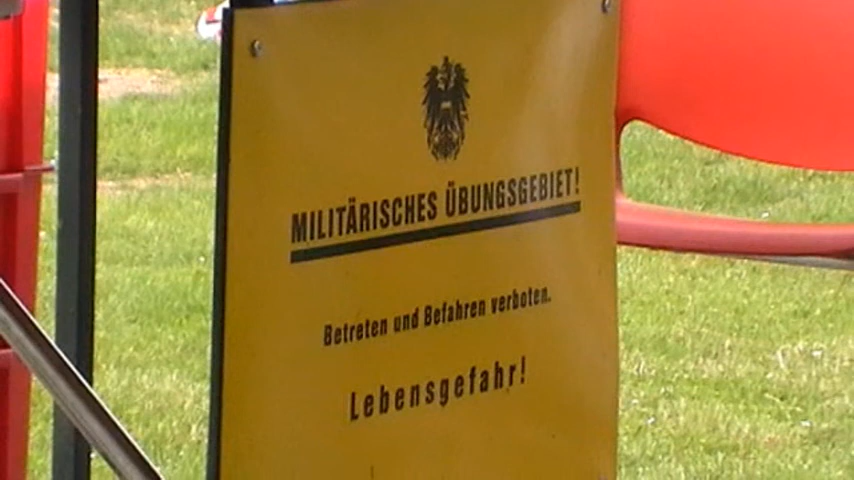 MILITÄRISCHES ÜBUNGSGEBIET!
Betreten und Befahren verboten.
Lebensgefahr!